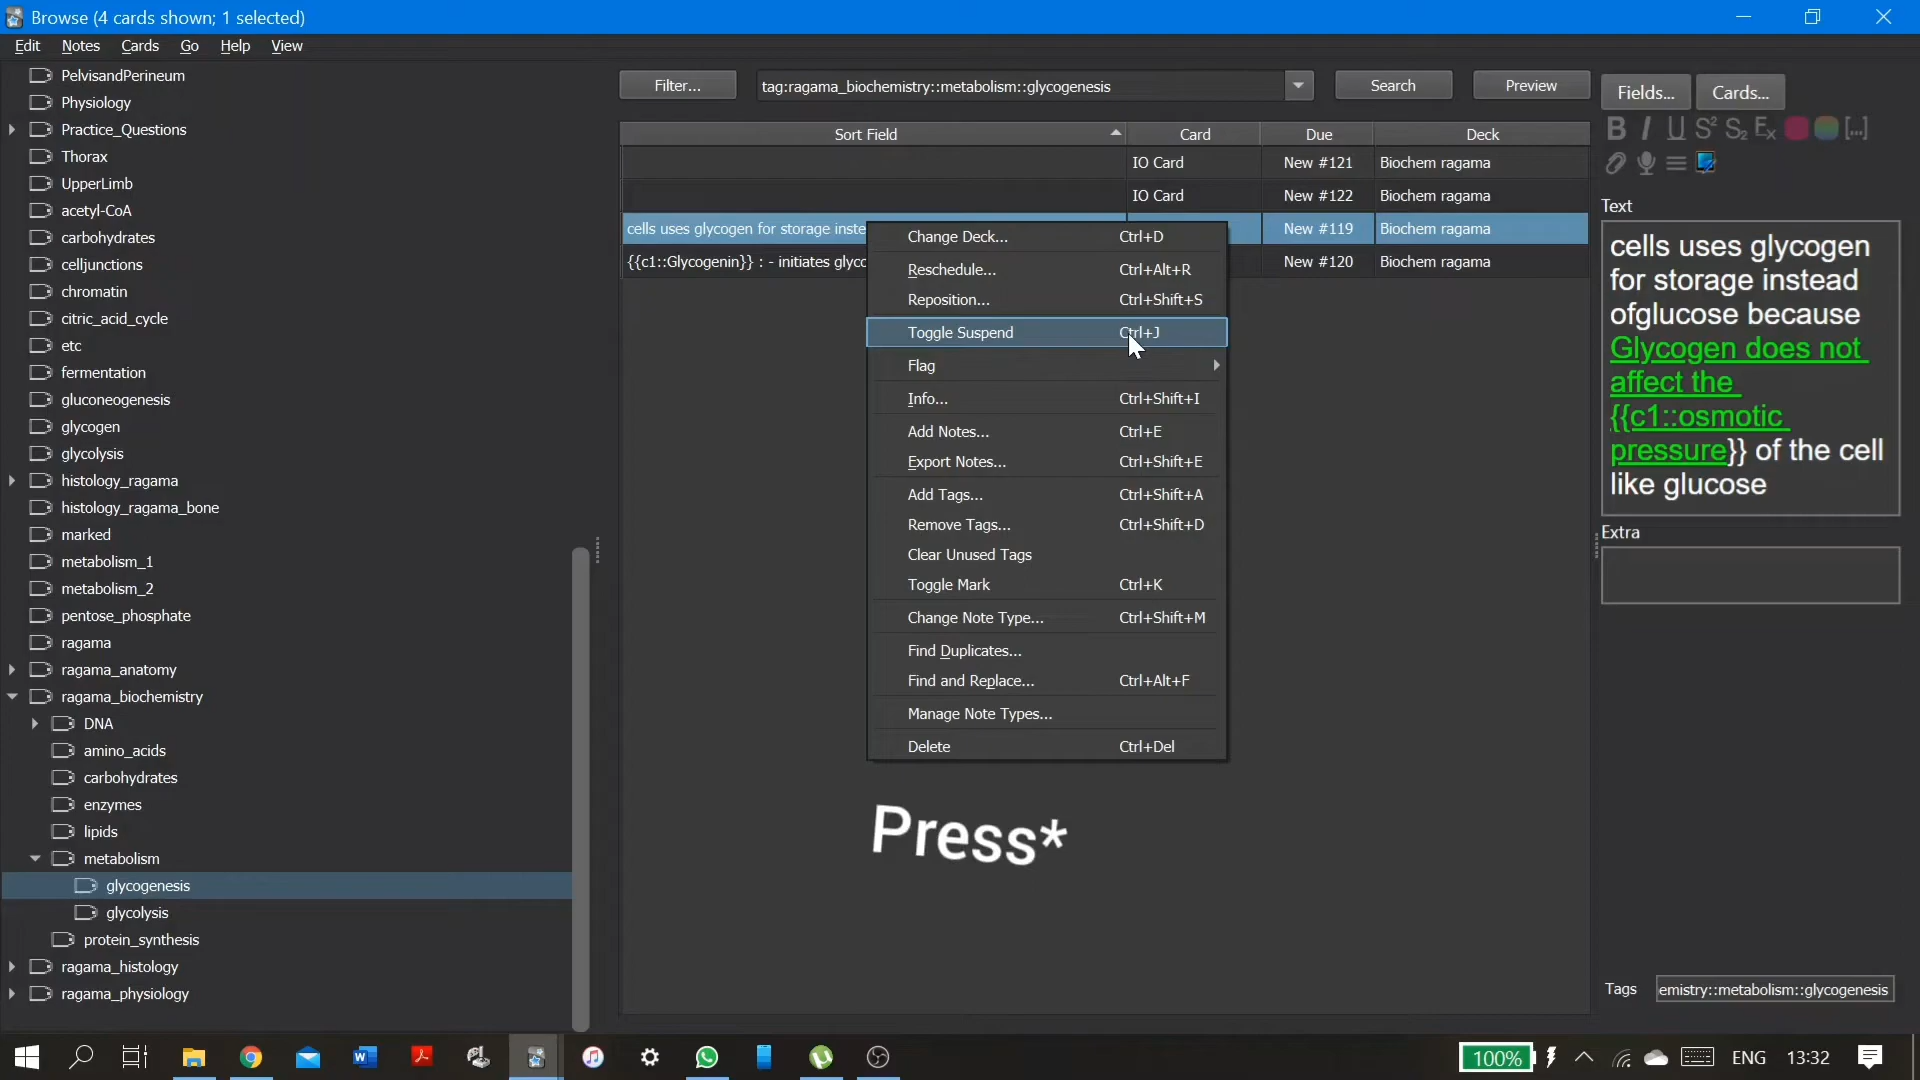 Browse (4 cards shown; 1 selected)
Edit Notes Cards Go Help View
PelvisandPerineum
Physiology
Practice_Questions
Thorax
UpperLimb
acetyl-CoA
carbohydrates
celljunctions
chromatin
citric_acid_cycle
etc
fermentation
gluconeogenesis
glycogen
glycolysis
histology_ragama
histology_ragama_bone
marked
metabolism_1
metabolism_2
pentose_phosphate
ragama
ragama_anatomy
ragama_biochemistry
DNA
amino_acids
carbohydrates
enzymes
lipids
metabolism
glycogenesis
glycolysis
protein_synthesis
ragama_histology
ragama_physiology
Filter... tag:ragama_biochemistry::metabolism::glycogenesis Search Preview
Sort Field Card Due Deck
IO Card New #121 Biochem ragama
IO Card New #122 Biochem ragama
cells uses glycogen for storage inste New #119 Biochem ragama
{{c1::Glycogenin}} : - initiates glyco New #120 Biochem ragama
Change Deck... Ctrl+D
Reschedule... Ctrl+Alt+R
Reposition... Ctrl+Shift+S
Toggle Suspend Ctrl+J
Flag
Info... Ctrl+Shift+I
Add Notes... Ctrl+E
Export Notes... Ctrl+Shift+E
Add Tags... Ctrl+Shift+A
Remove Tags... Ctrl+Shift+D
Clear Unused Tags
Toggle Mark Ctrl+K
Change Note Type... Ctrl+Shift+M
Find Duplicates...
Find and Replace... Ctrl+Alt+F
Manage Note Types...
Delete Ctrl+Del
Press*
Fields... Cards...
B I U S² S₂ Ex [...]
Text
cells uses glycogen
for storage instead
ofglucose because
Glycogen does not
affect the
{{c1::osmotic
pressure}} of the cell
like glucose
Extra
Tags emistry::metabolism::glycogenesis
100% ENG 13:32